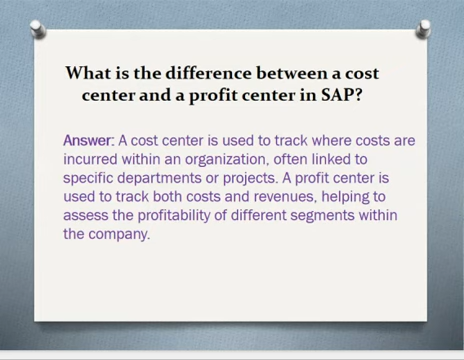 What is the difference between a cost
center and a profit center in SAP?
Answer: A cost center is used to track where costs are
incurred within an organization, often linked to
specific departments or projects. A profit center is
used to track both costs and revenues, helping to
assess the profitability of different segments within
the company.